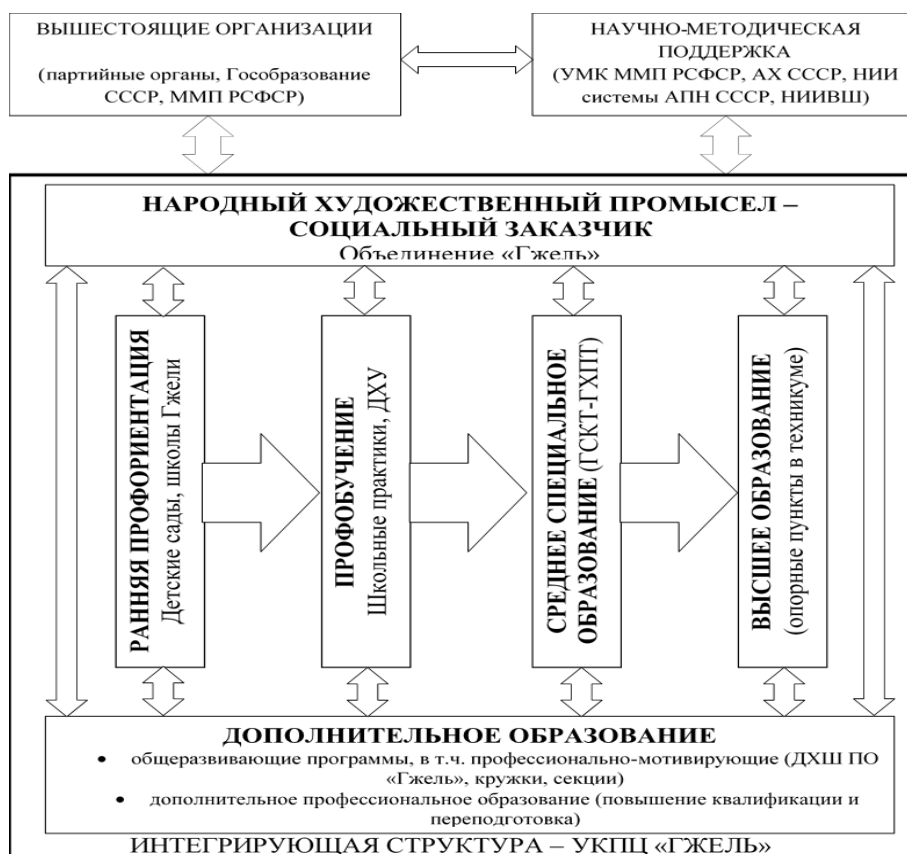 ВЫШЕСТОЯЩИЕ ОРГАНИЗАЦИИ
(партийные органы, Гособразование
СССР, ММП РСФСР)
НАУЧНО-МЕТОДИЧЕСКАЯ
ПОДДЕРЖКА
(УМК ММП РСФСР, АХ СССР, НИИ
системы АПН СССР, НИИВШ)
НАРОДНЫЙ ХУДОЖЕСТВЕННЫЙ ПРОМЫСЕЛ –
СОЦИАЛЬНЫЙ ЗАКАЗЧИК
Объединение «Гжель»
РАННЯЯ ПРОФОРИЕНТАЦИЯ
Детские сады, школы Гжели
ПРОФОБУЧЕНИЕ
Школьные практики, ДХУ
СРЕДНЕЕ СПЕЦИАЛЬНОЕ
ОБРАЗОВАНИЕ (ГСКТ-ГХПТ)
ВЫСШЕЕ ОБРАЗОВАНИЕ
(опорные пункты в техникуме)
ДОПОЛНИТЕЛЬНОЕ ОБРАЗОВАНИЕ
• общеразвивающие программы, в т.ч. профессионально-мотивирующие (ДХШ ПО
«Гжель», кружки, секции)
• дополнительное профессиональное образование (повышение квалификации и
переподготовка)
ИНТЕГРИРУЮЩАЯ СТРУКТУРА – УКПЦ «ГЖЕЛЬ»